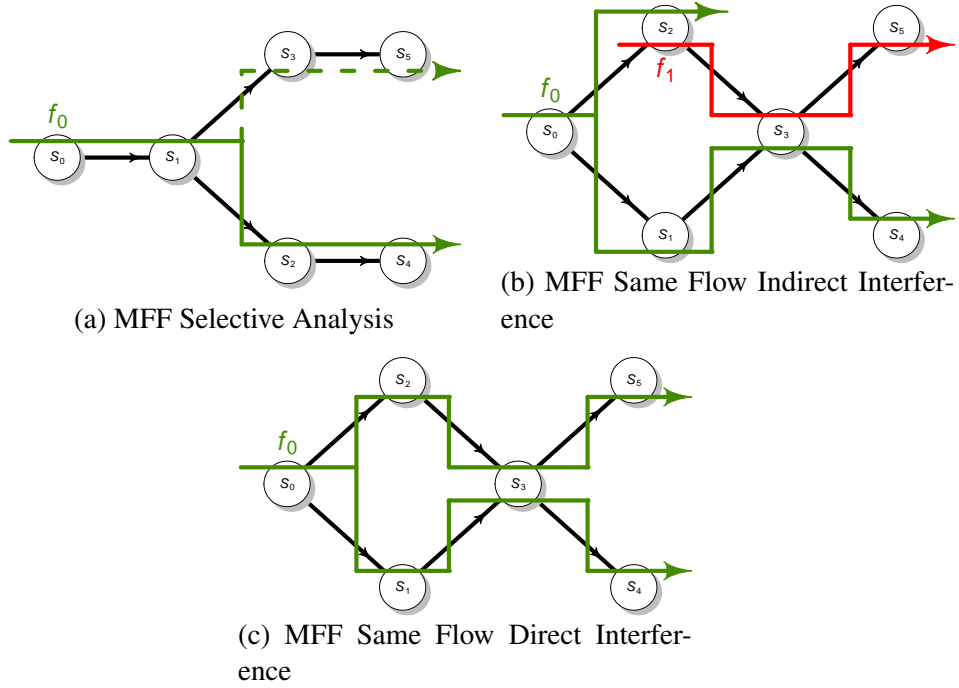 f0
S0
S1
S3
S5
S2
S4
(a) MFF Selective Analysis
f0
f1
S0
S2
S1
S3
S5
S4
(b) MFF Same Flow Indirect Interfer-
ence
f0
S0
S2
S1
S3
S5
S4
(c) MFF Same Flow Direct Interfer-
ence